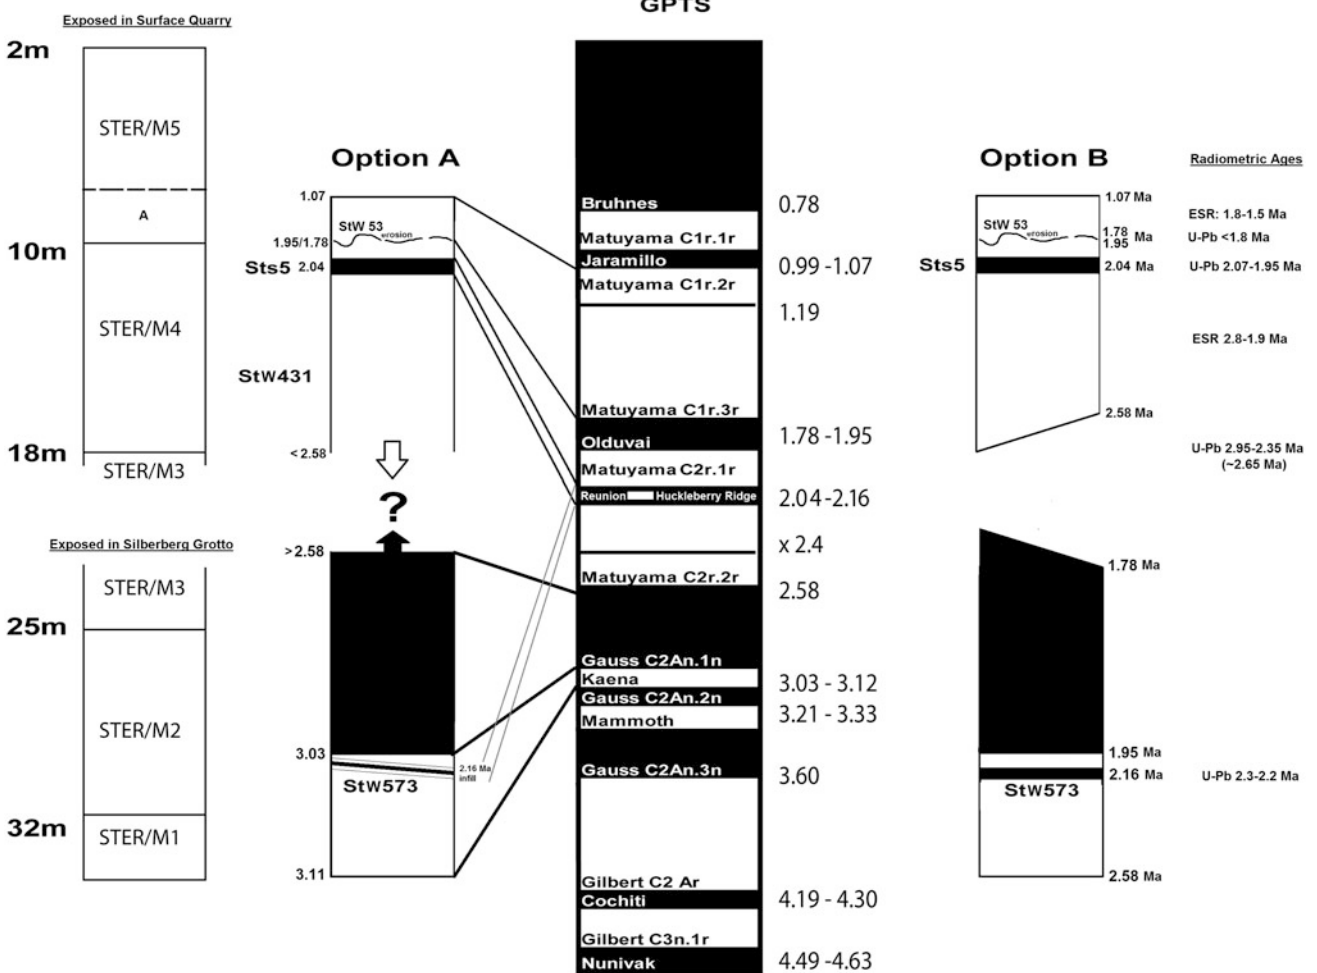 GPTS
Exposed in Surface Quarry
2m
STER/M5
A
10m
STER/M4
18m
STER/M3
Exposed in Silberberg Grotto
STER/M3
25m
STER/M2
32m
STER/M1
Option A
1.07
StW 53
erosion
1.95/1.78
Sts5 2.04
StW431
< 2.58
?
> 2.58
3.03
2.16 Ma
infill
StW573
3.11
Bruhnes 0.78
Matuyama C1r.1r
Jaramillo 0.99 -1.07
Matuyama C1r.2r
1.19
Matuyama C1r.3r
Olduvai 1.78 -1.95
Matuyama C2r.1r
Reunion Huckleberry Ridge 2.04 -2.16
x 2.4
Matuyama C2r.2r
2.58
Gauss C2An.1n
Kaena 3.03 - 3.12
Gauss C2An.2n
Mammoth 3.21 - 3.33
Gauss C2An.3n 3.60
Gilbert C2 Ar
Cochiti 4.19 - 4.30
Gilbert C3n.1r
Nunivak 4.49 -4.63
Option B
1.07 Ma
StW 53
erosion
1.78
1.95 Ma
Sts5
2.04 Ma
2.58 Ma
1.78 Ma
1.95 Ma
2.16 Ma
StW573
2.58 Ma
Radiometric Ages
ESR: 1.8-1.5 Ma
U-Pb <1.8 Ma
U-Pb 2.07-1.95 Ma
ESR 2.8-1.9 Ma
U-Pb 2.95-2.35 Ma
(~2.65 Ma)
U-Pb 2.3-2.2 Ma